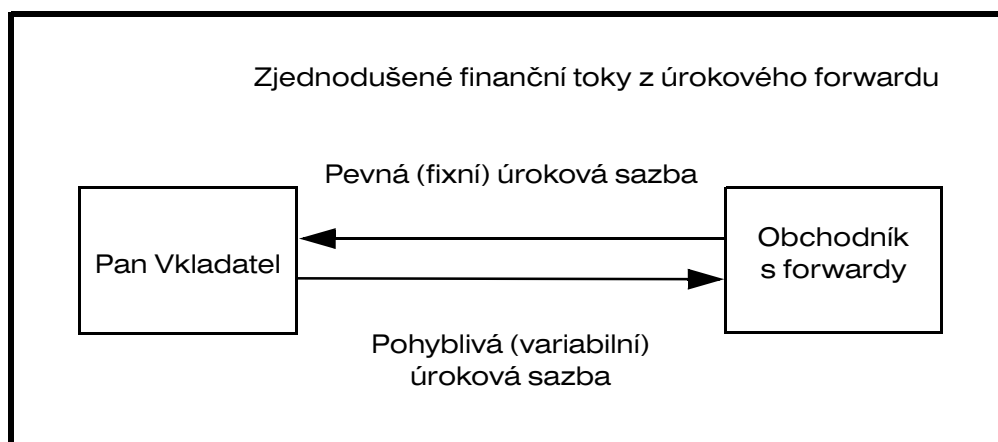 Zjednodušené finanční toky z úrokového forwardu
Pevná (fixní) úroková sazba
Pan Vkladatel
Obchodník
s forwardy
Pohyblivá (variabilní)
úroková sazba